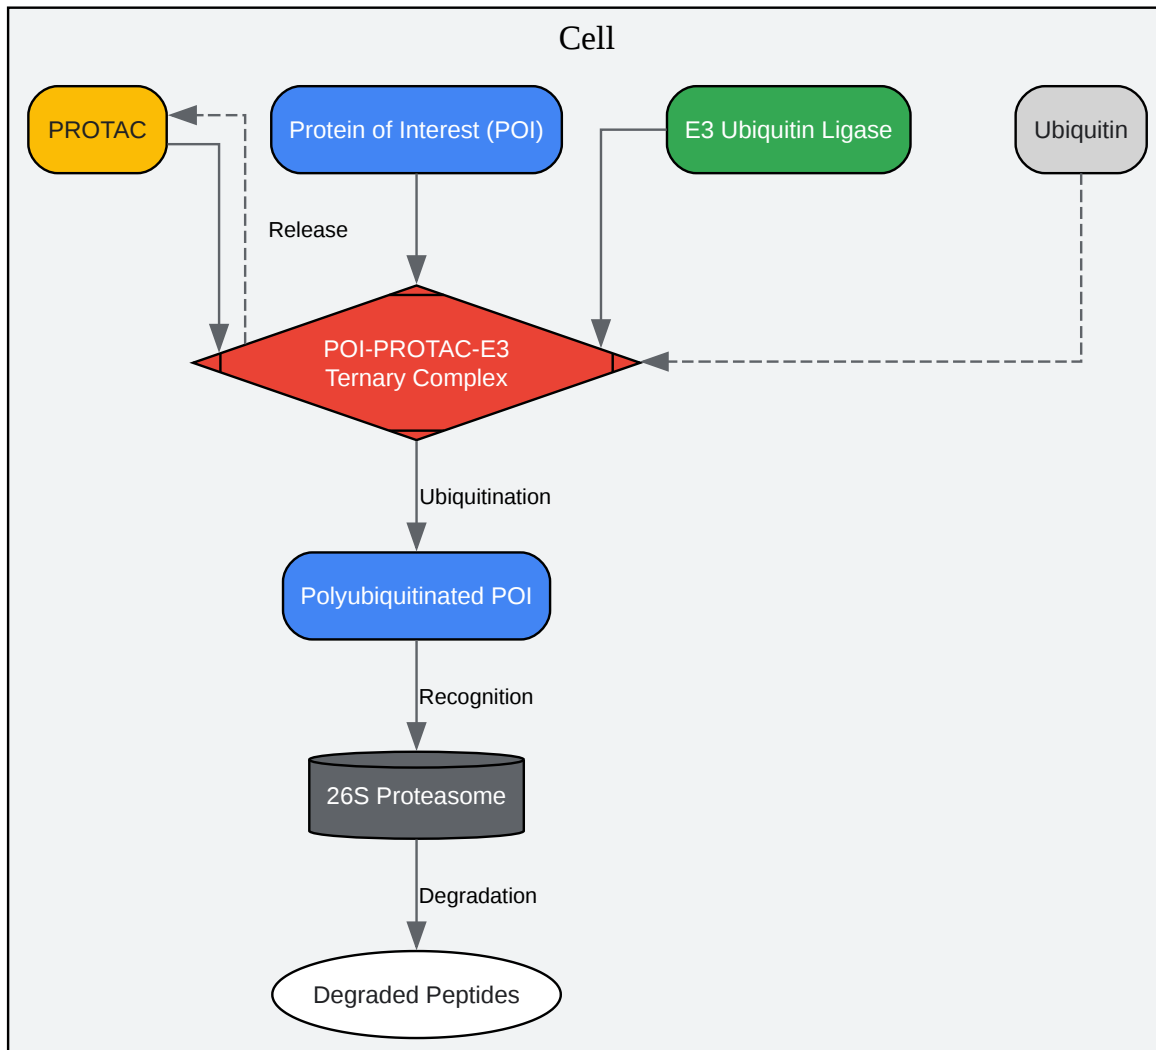 Cell
PROTAC
Protein of Interest (POI)
E3 Ubiquitin Ligase
Ubiquitin
Release
POI-PROTAC-E3
Ternary Complex
Ubiquitination
Polyubiquitinated POI
Recognition
26S Proteasome
Degradation
Degraded Peptides